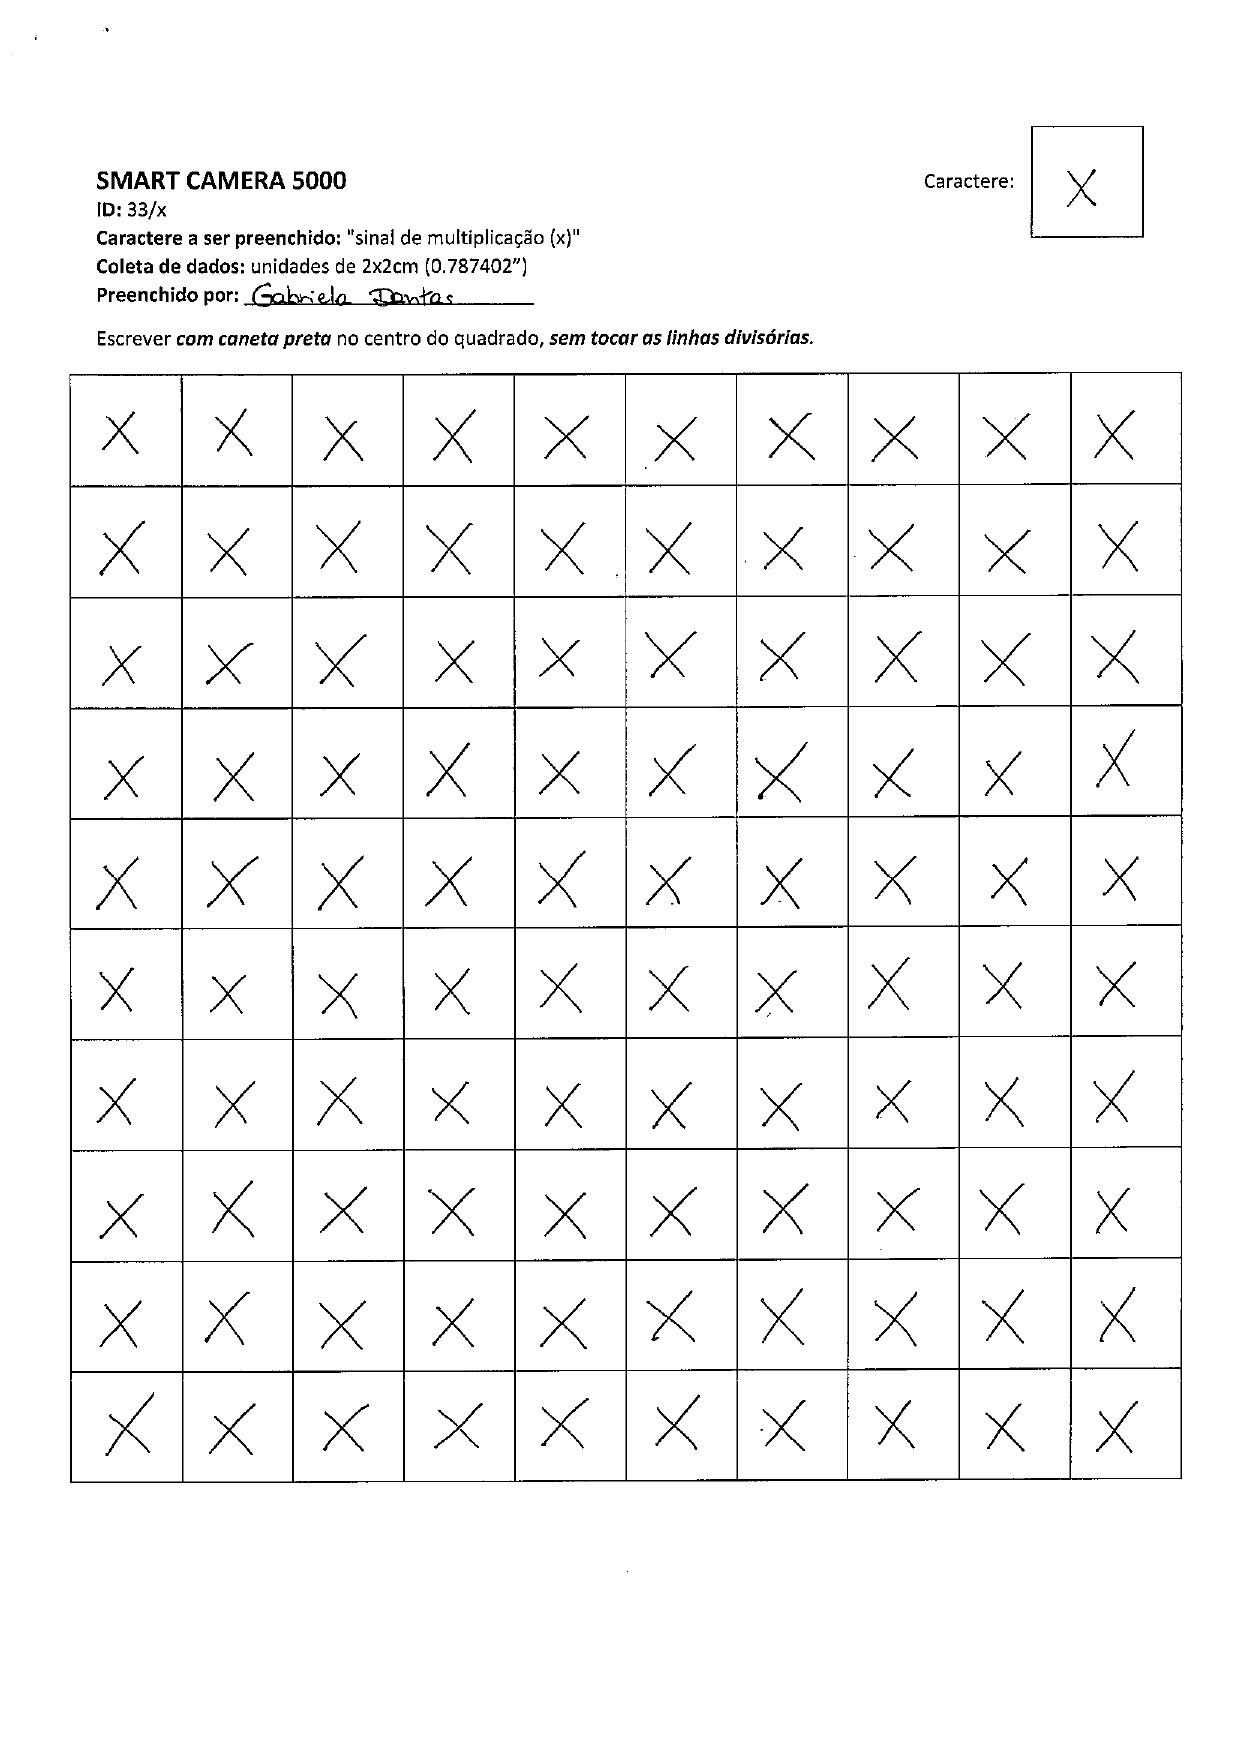 SMART CAMERA 5000
Caractere: X
ID: 33/x
Caractere a ser preenchido: "sinal de multiplicação (x)"
Coleta de dados: unidades de 2x2cm (0.787402")
Preenchido por: Gabriela Dantas
Escrever com caneta preta no centro do quadrado, sem tocar as linhas divisórias.
X X X X X X X X X X
X X X X X X X X X X
X X X X X X X X X X
X X X X X X X X X X
X X X X X X X X X X
X X X X X X X X X X
X X X X X X X X X X
X X X X X X X X X X
X X X X X X X X X X
X X X X X X X X X X